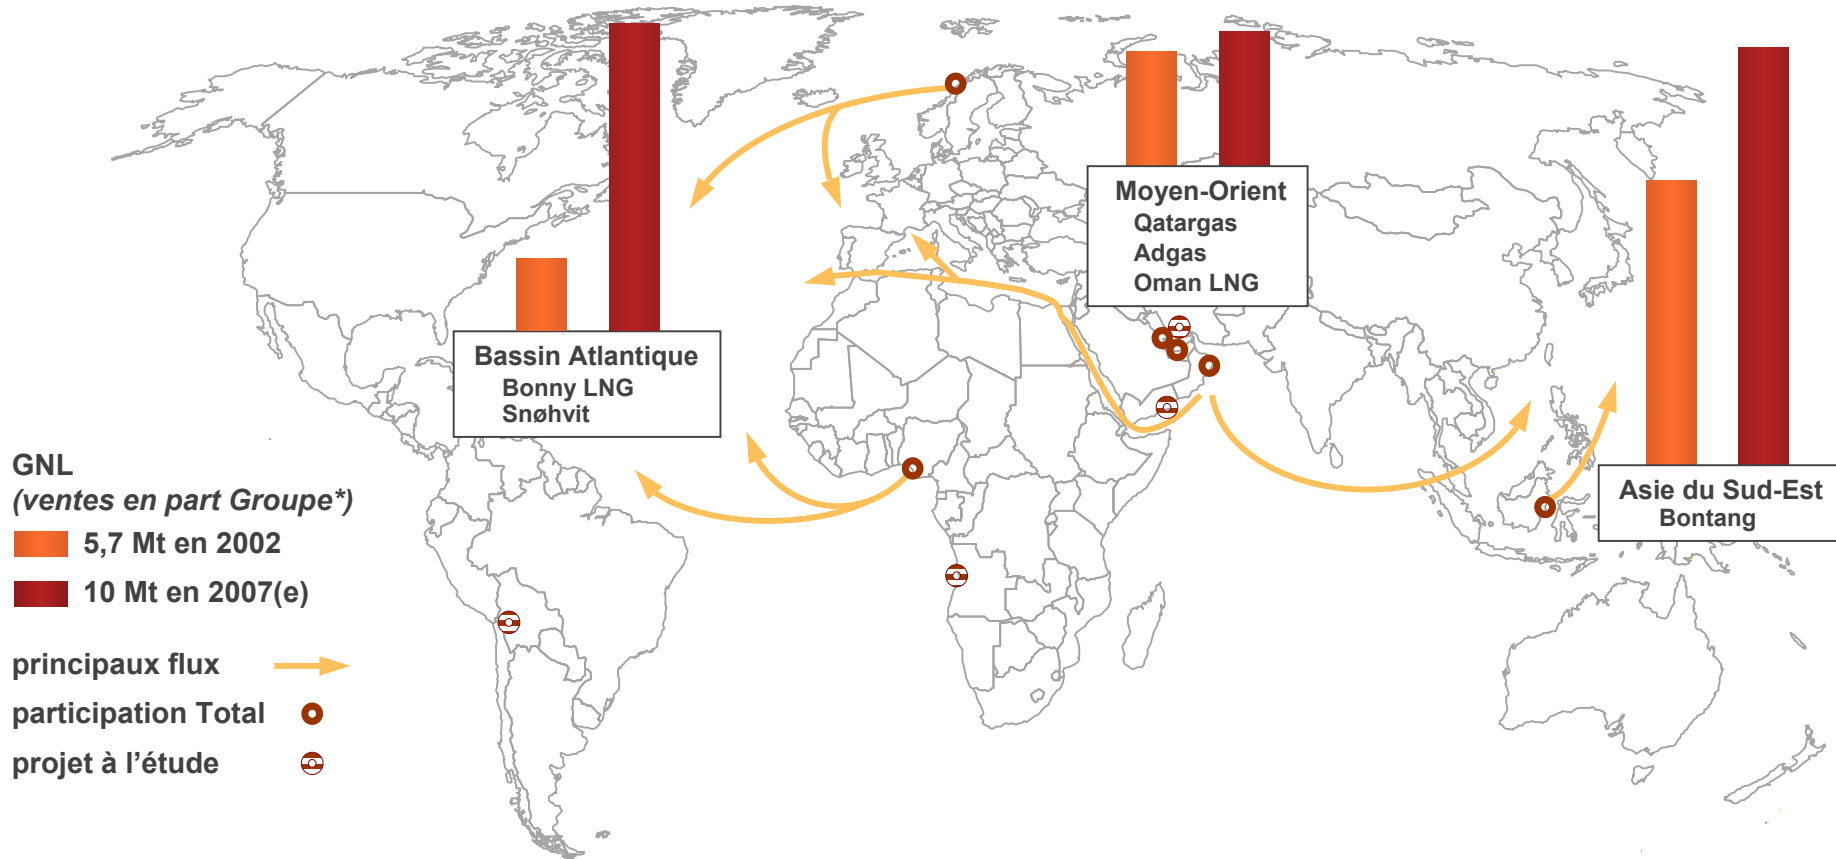 Moyen-Orient
Qatargas
Adgas
Oman LNG
Bassin Atlantique
Bonny LNG
Snøhvit
Asie du Sud-Est
Bontang
GNL
(ventes en part Groupe*)
5,7 Mt en 2002
10 Mt en 2007(e)
principaux flux
participation Total
projet à l'étude